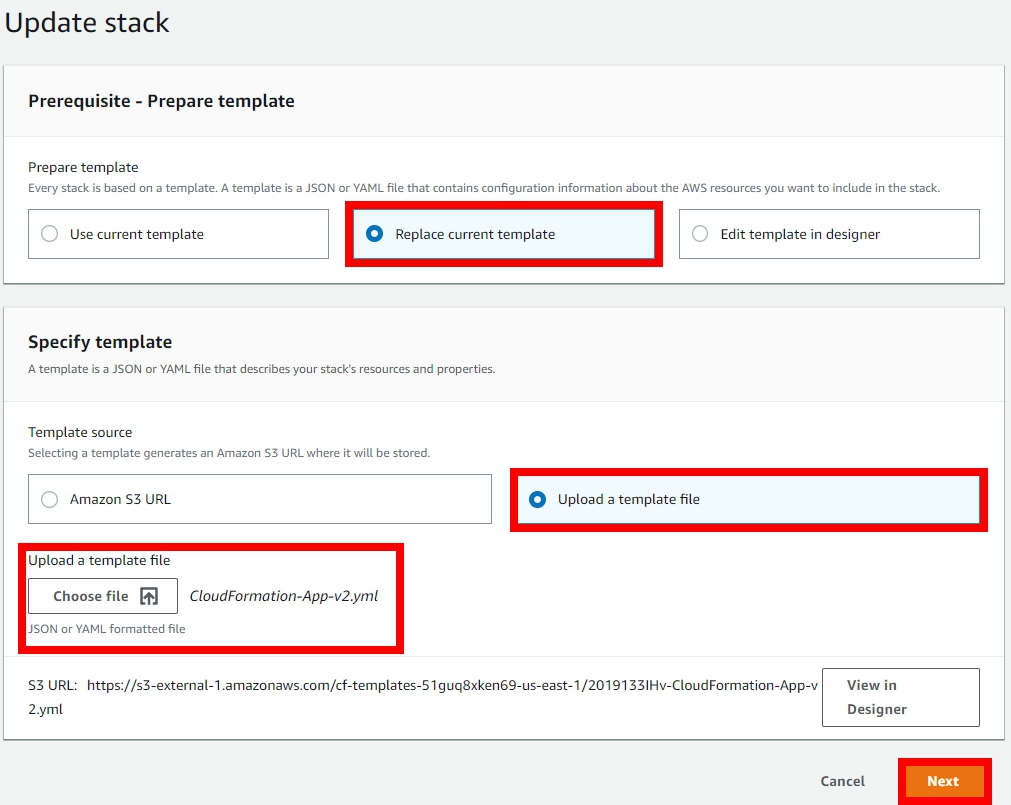 Update stack
Prerequisite - Prepare template
Prepare template
Every stack is based on a template. A template is a JSON or YAML file that contains configuration information about the AWS resources you want to include in the stack.
Use current template
Replace current template
Edit template in designer
Specify template
A template is a JSON or YAML file that describes your stack's resources and properties.
Template source
Selecting a template generates an Amazon S3 URL where it will be stored.
Amazon S3 URL
Upload a template file
Upload a template file
Choose file
CloudFormation-App-v2.yml
JSON or YAML formatted file
S3 URL: https://s3-external-1.amazonaws.com/cf-templates-51guq8xken69-us-east-1/2019133IHv-CloudFormation-App-v
2.yml
View in
Designer
Cancel
Next